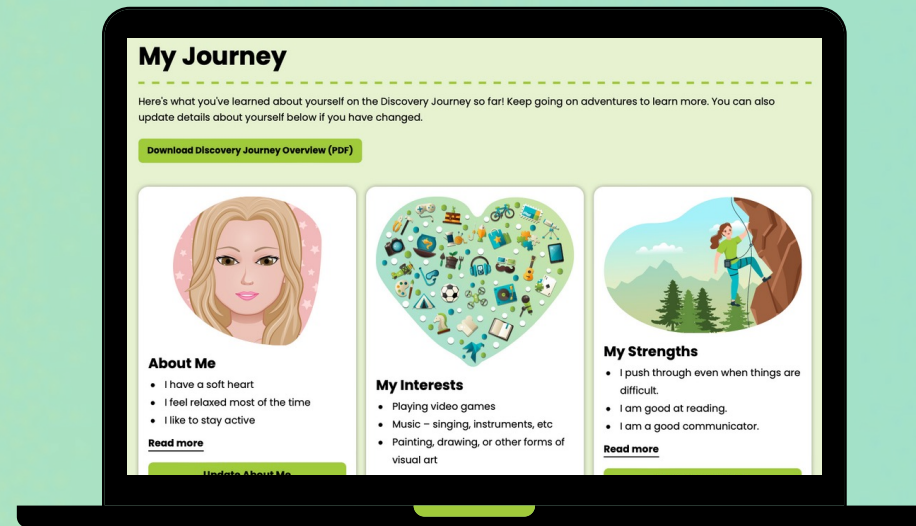 My Journey
Here's what you've learned about yourself on the Discovery Journey so far! Keep going on adventures to learn more. You can also
update details about yourself below if you have changed.
Download Discovery Journey Overview (PDF)
About Me
• I have a soft heart
• I feel relaxed most of the time
• I like to stay active
Read more
Update About Me
My Interests
• Playing video games
• Music – singing, instruments, etc
• Painting, drawing, or other forms of
visual art
My Strengths
• I push through even when things are
difficult.
• I am good at reading.
• I am a good communicator.
Read more